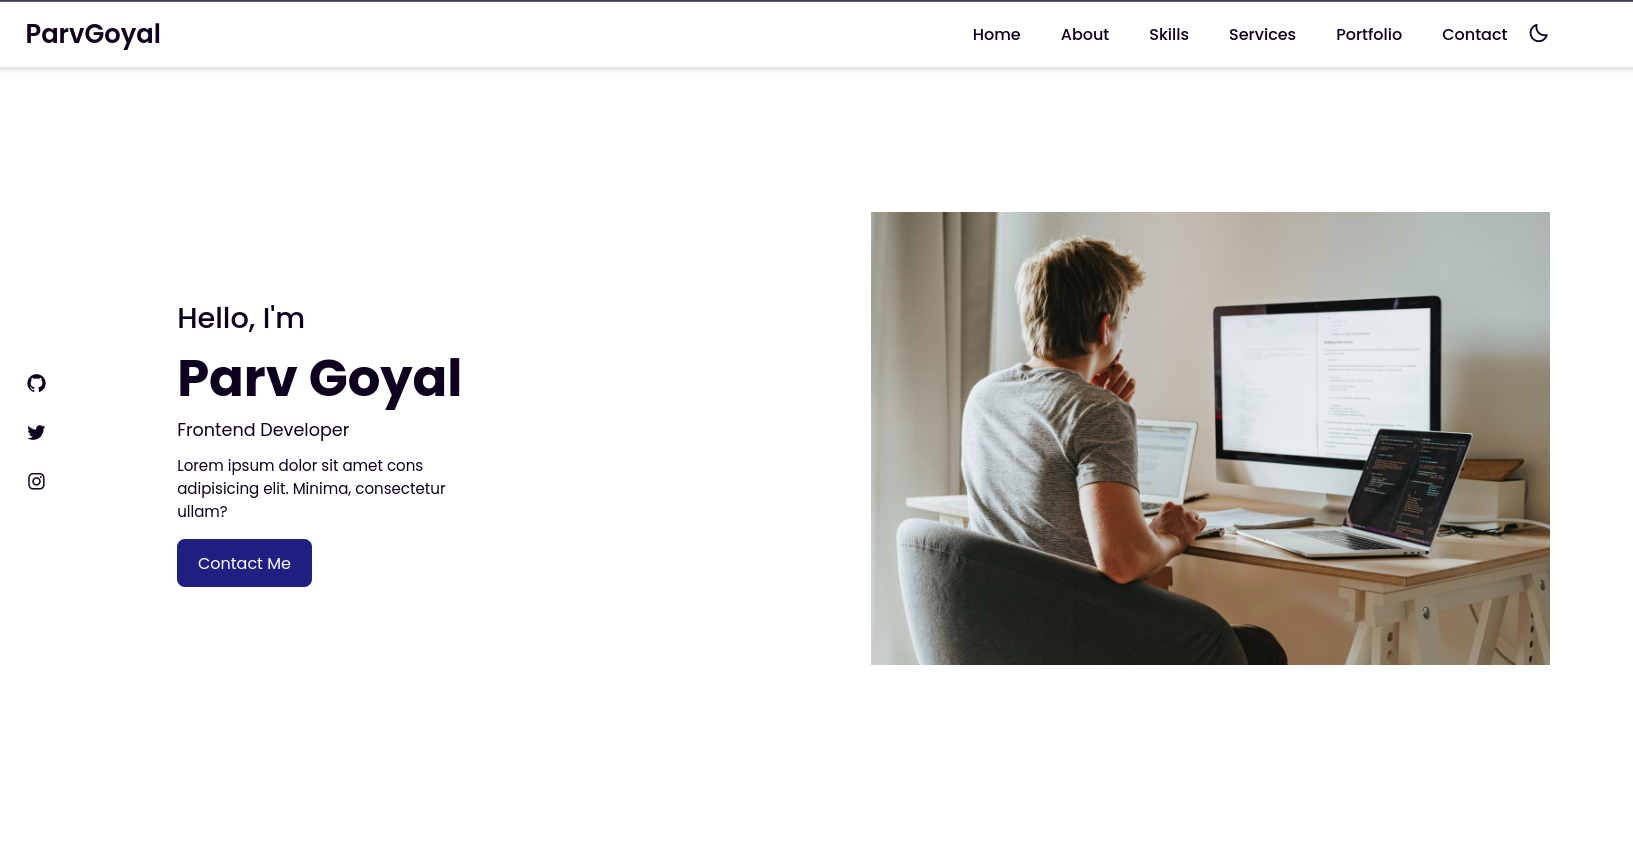 ParvGoyal
Home About Skills Services Portfolio Contact
Hello, I'm
Parv Goyal
Frontend Developer
Lorem ipsum dolor sit amet cons
adipisicing elit. Minima, consectetur
ullam?
Contact Me